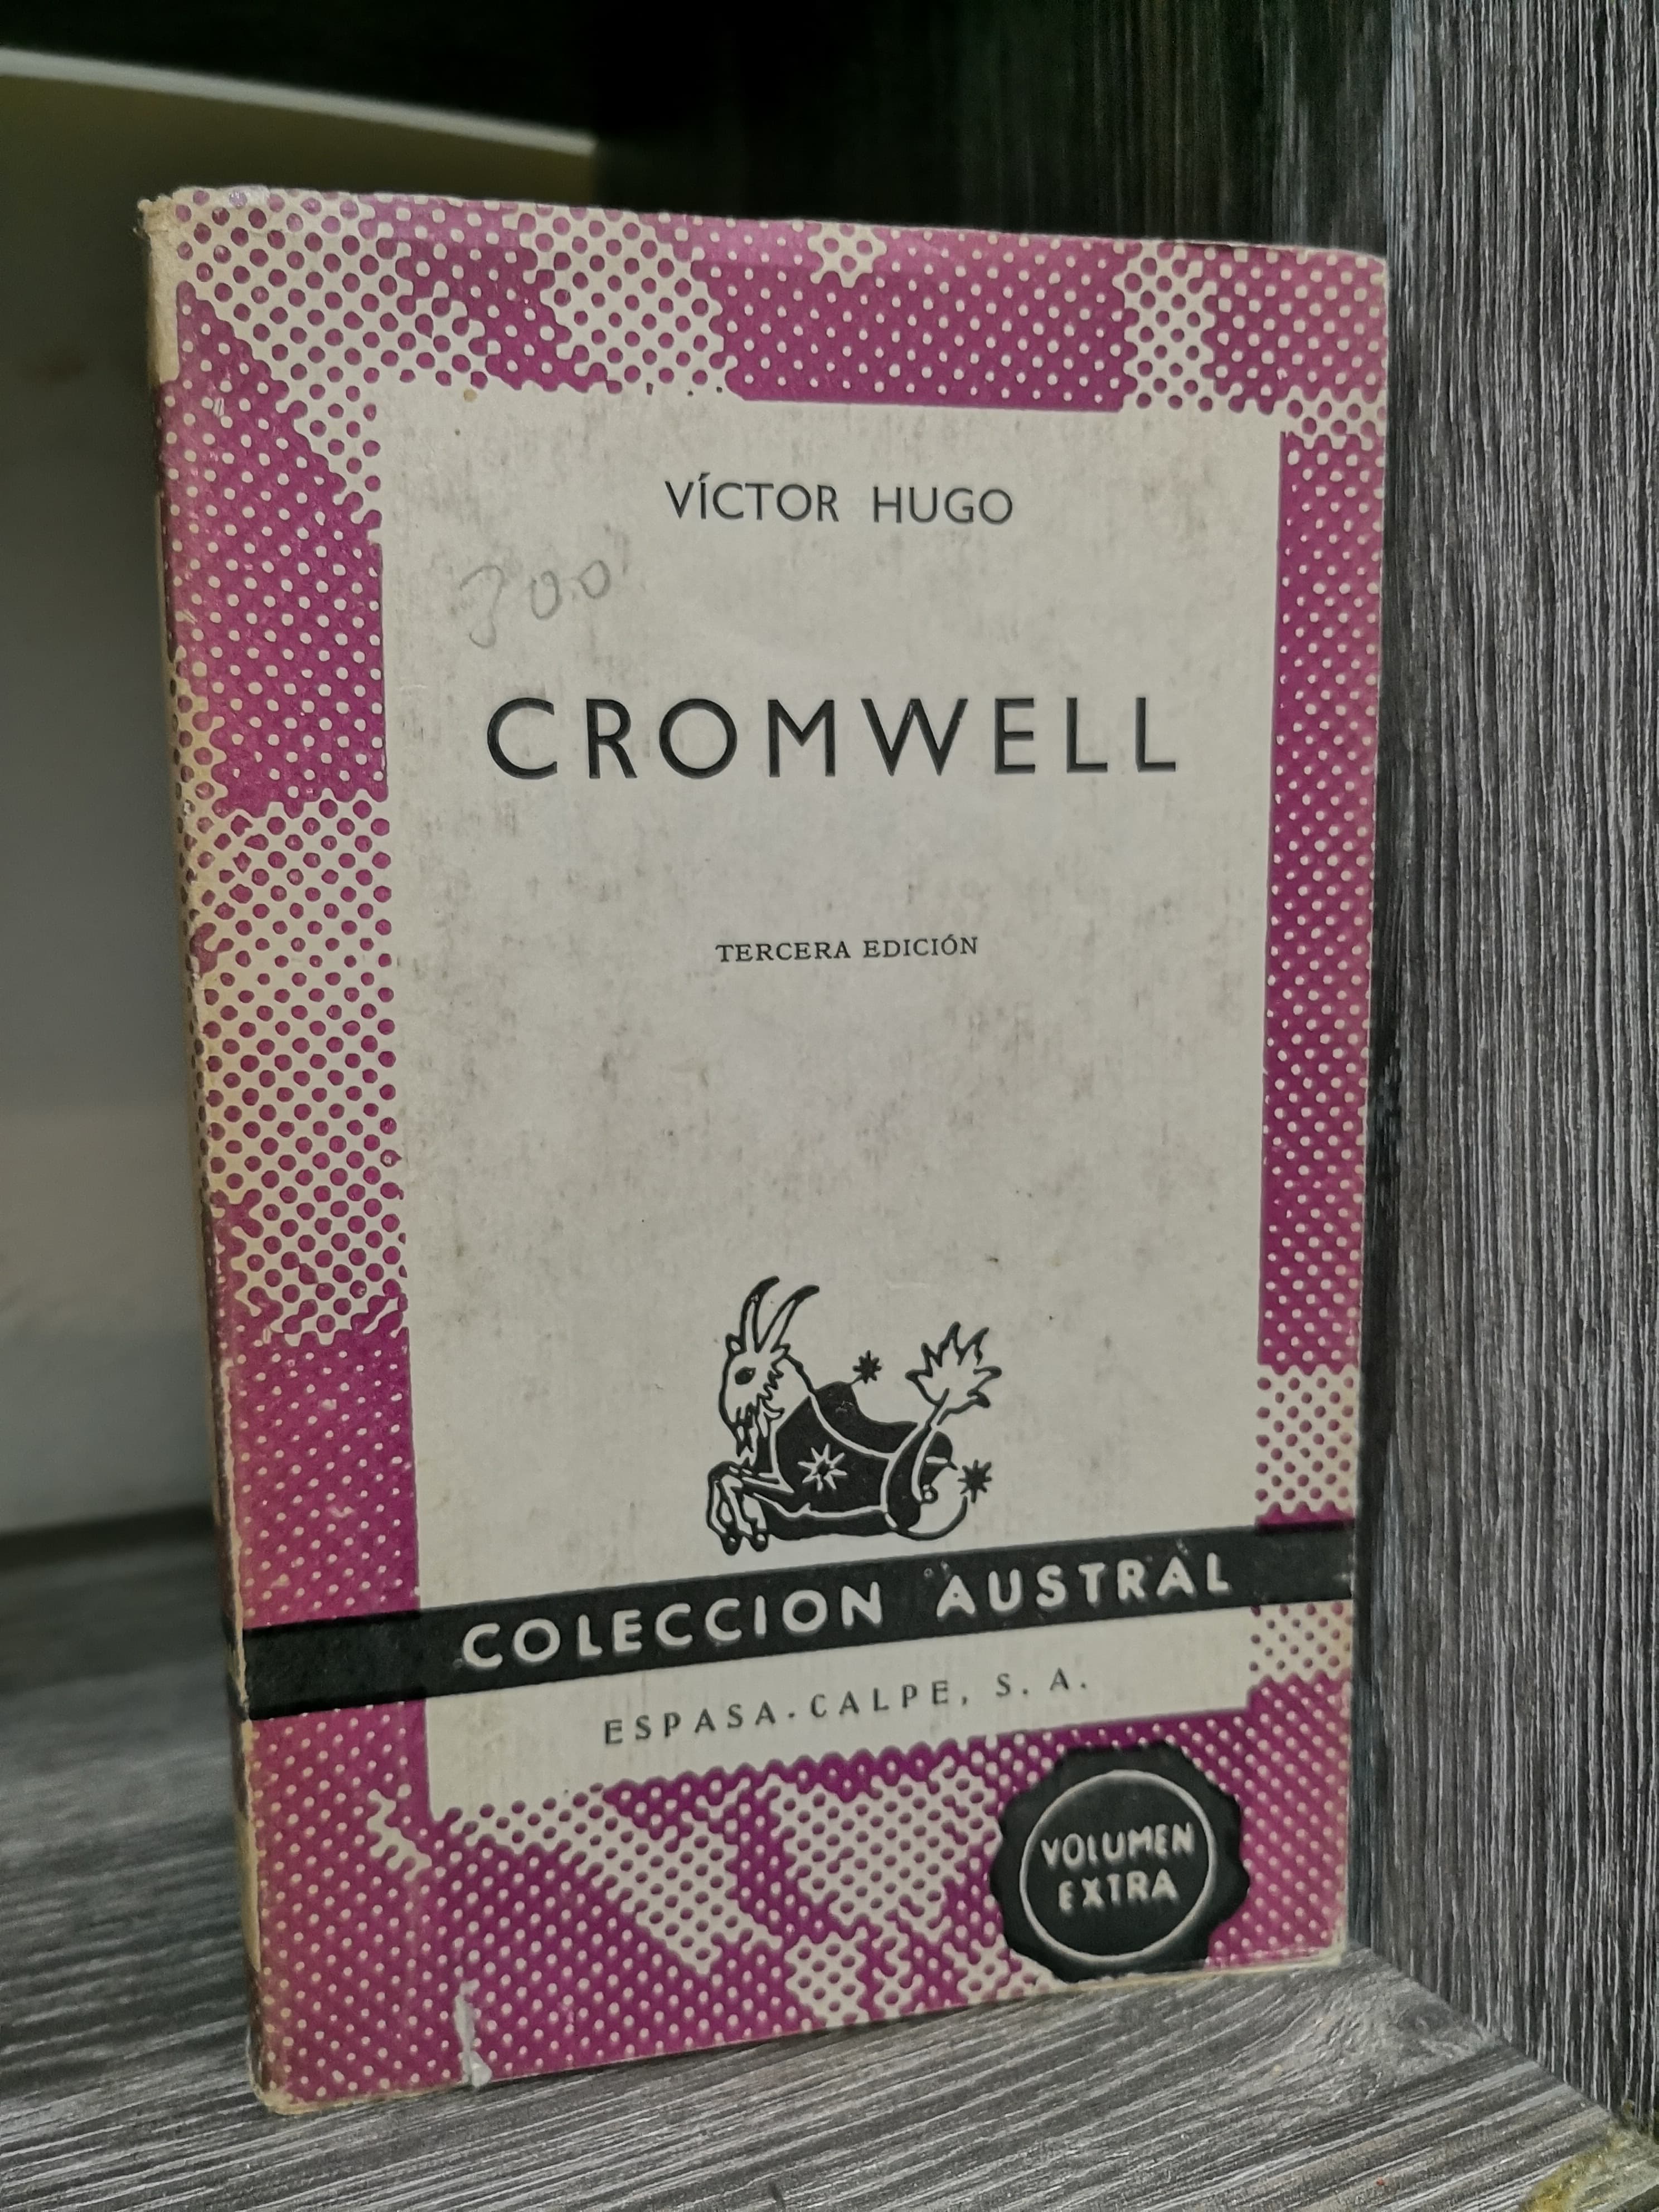 VÍCTOR HUGO
300
CROMWELL
TERCERA EDICIÓN
COLECCION AUSTRAL
ESPASA-CALPE, S. A.
VOLUMEN
EXTRA